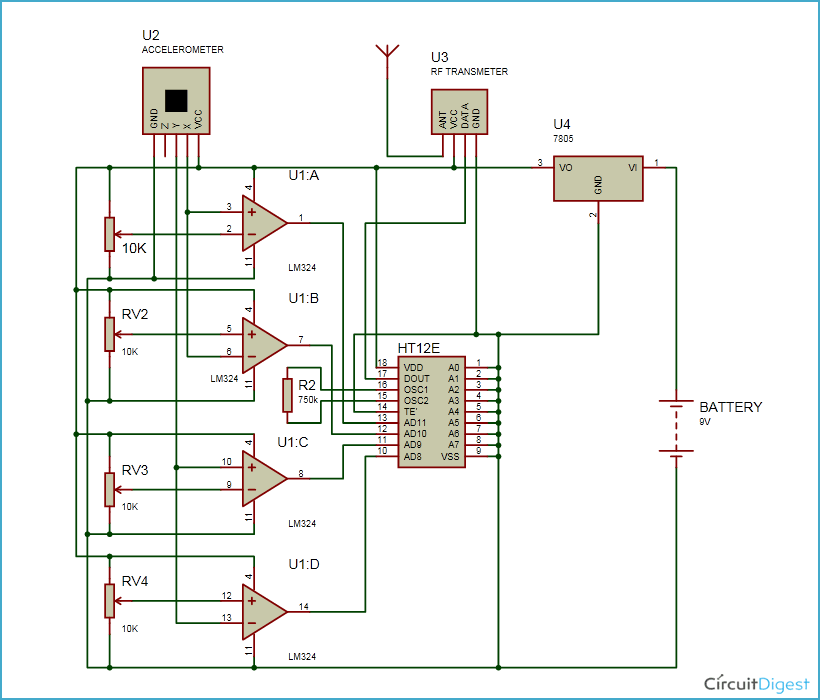 U2
ACCELEROMETER
GND
Z
Y
X
VCC
U3
RF TRANSMETER
ANT
VCC
DATA
GND
U4
7805
3
VO
VI
1
GND
2
U1:A
4
3
2
1
11
LM324
10K
U1:B
4
5
6
7
11
LM324
RV2
10K
R2
750k
HT12E
18 VDD A0 1
17 DOUT A1 2
16 OSC1 A2 3
15 OSC2 A3 4
14 TE' A4 5
13 AD11 A5 6
12 AD10 A6 7
11 AD9 A7 8
10 AD8 VSS 9
BATTERY
9V
U1:C
4
10
9
8
11
LM324
RV3
10K
U1:D
4
12
13
14
11
LM324
RV4
10K
CircuitDigest